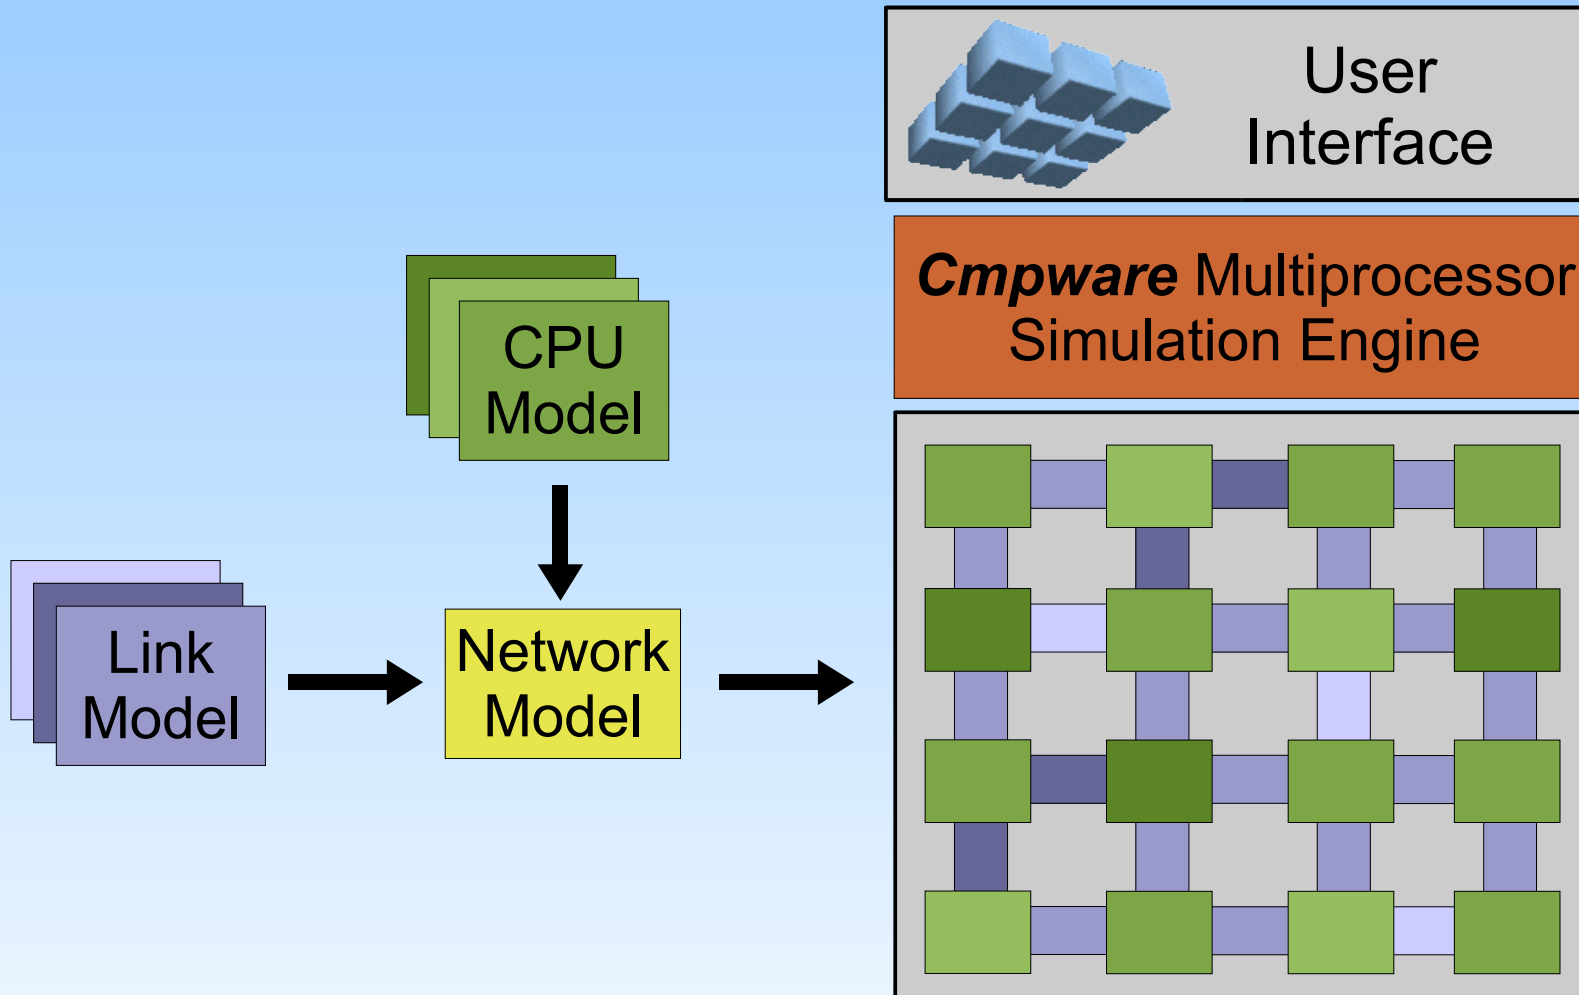 User
Interface
Cmpware Multiprocessor
Simulation Engine
CPU
Model
Link
Model
Network
Model